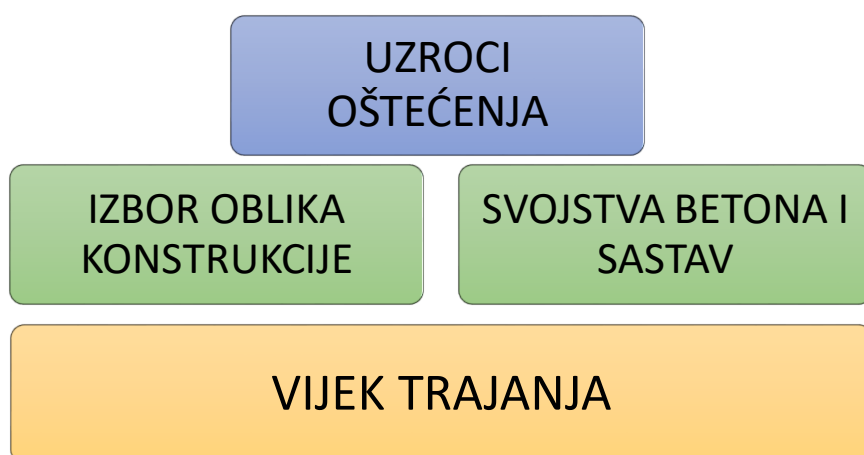 UZROCI
OŠTEĆENJA
IZBOR OBLIKA
KONSTRUKCIJE
SVOJSTVA BETONA I
SASTAV
VIJEK TRAJANJA